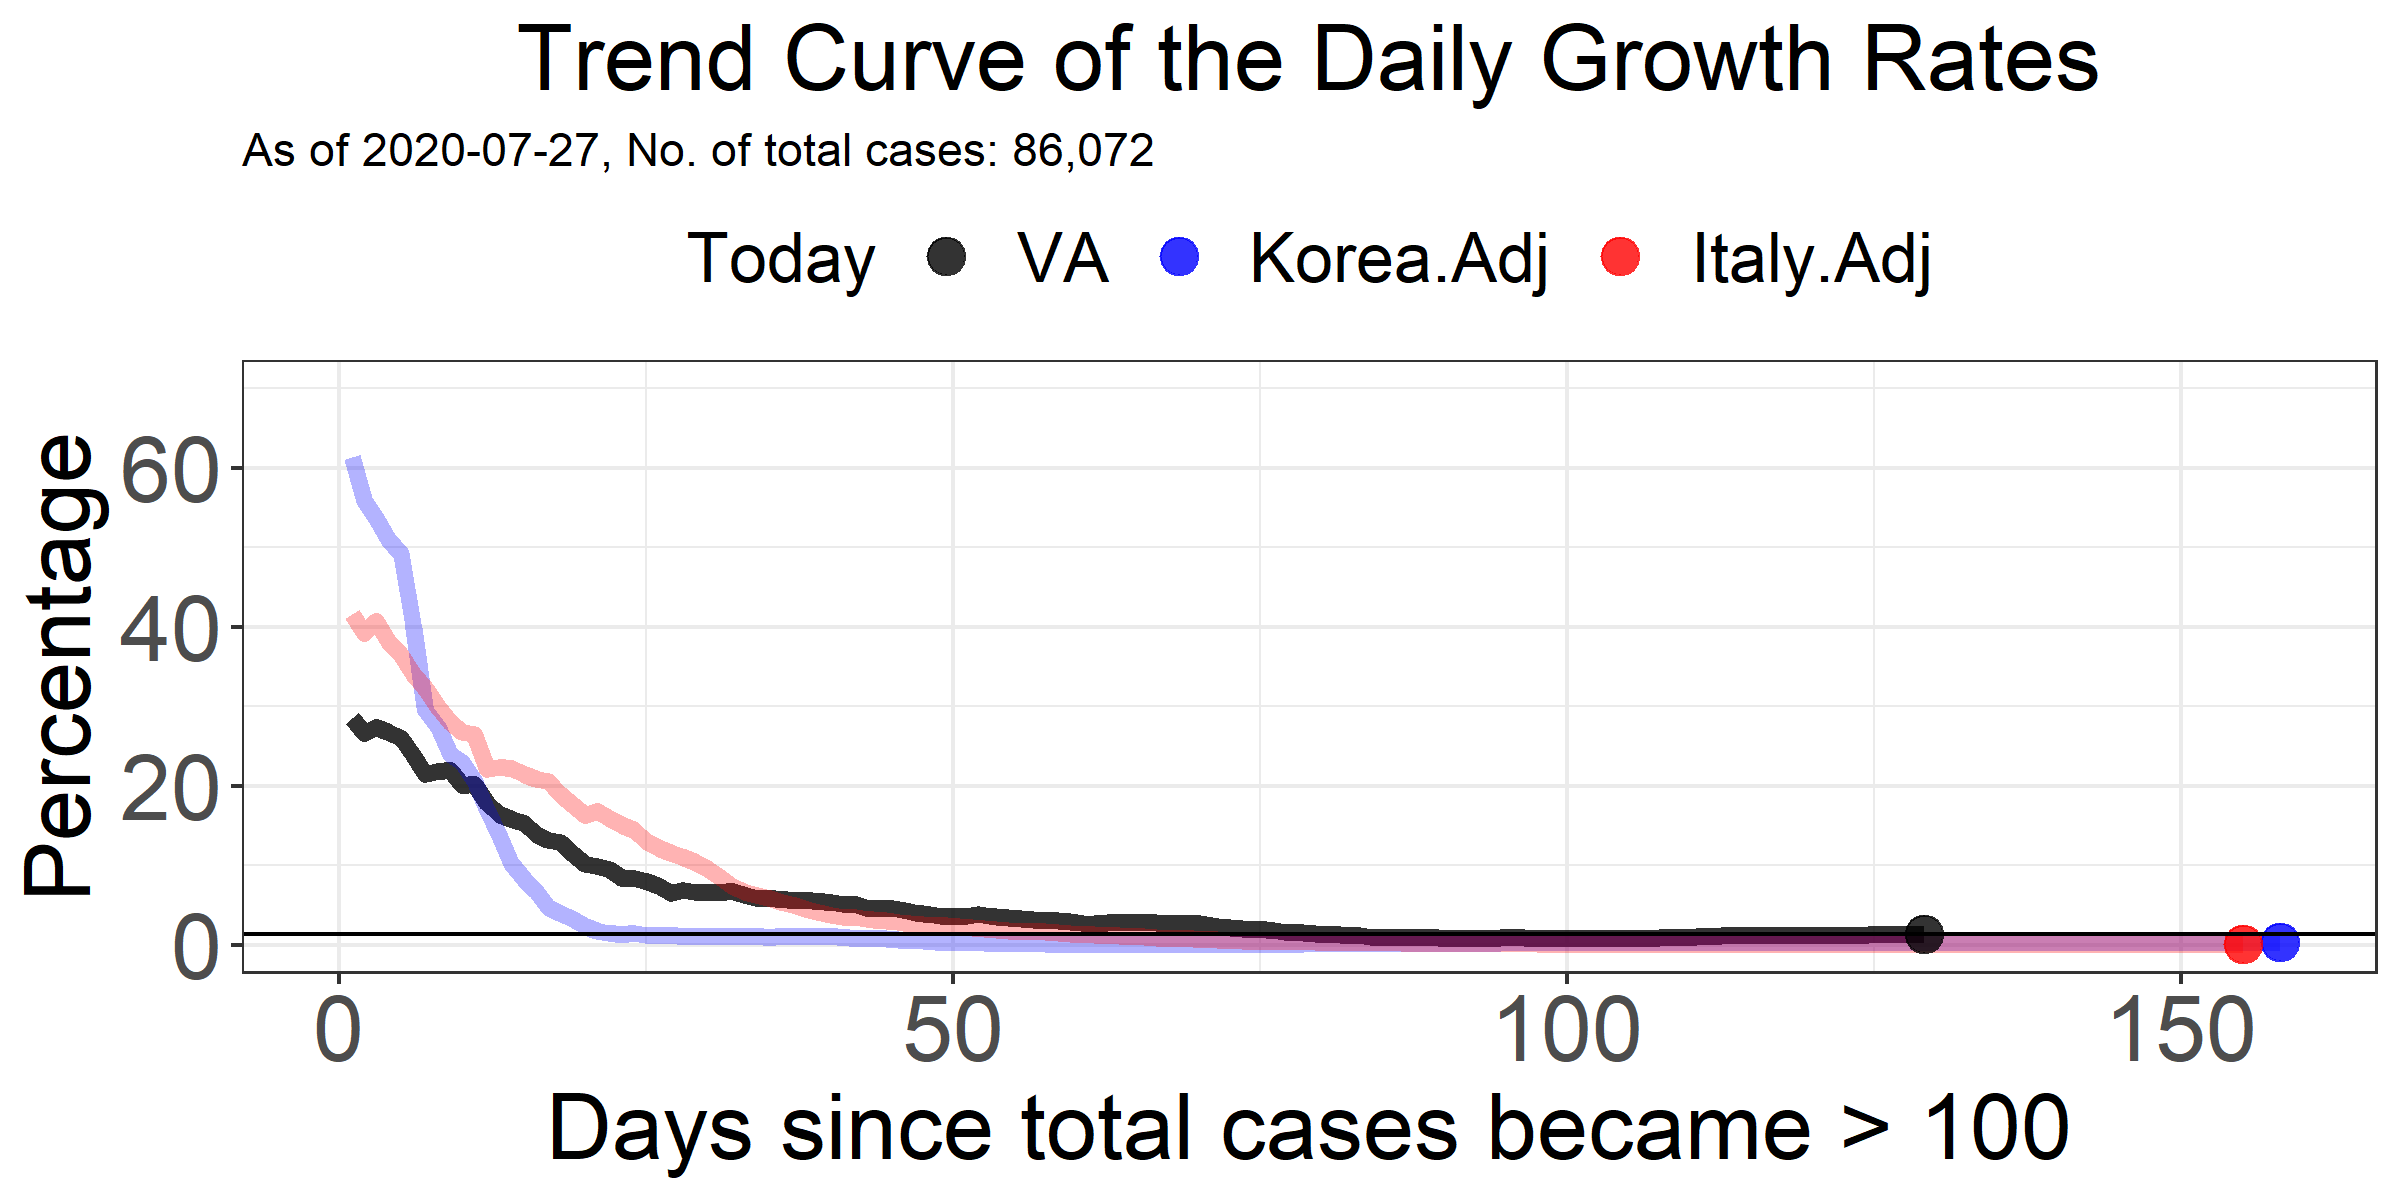 Trend Curve of the Daily Growth Rates
As of 2020-07-27, No. of total cases: 86,072
Today VA Korea.Adj Italy.Adj
Percentage
60
40
20
0
0 50 100 150
Days since total cases became > 100